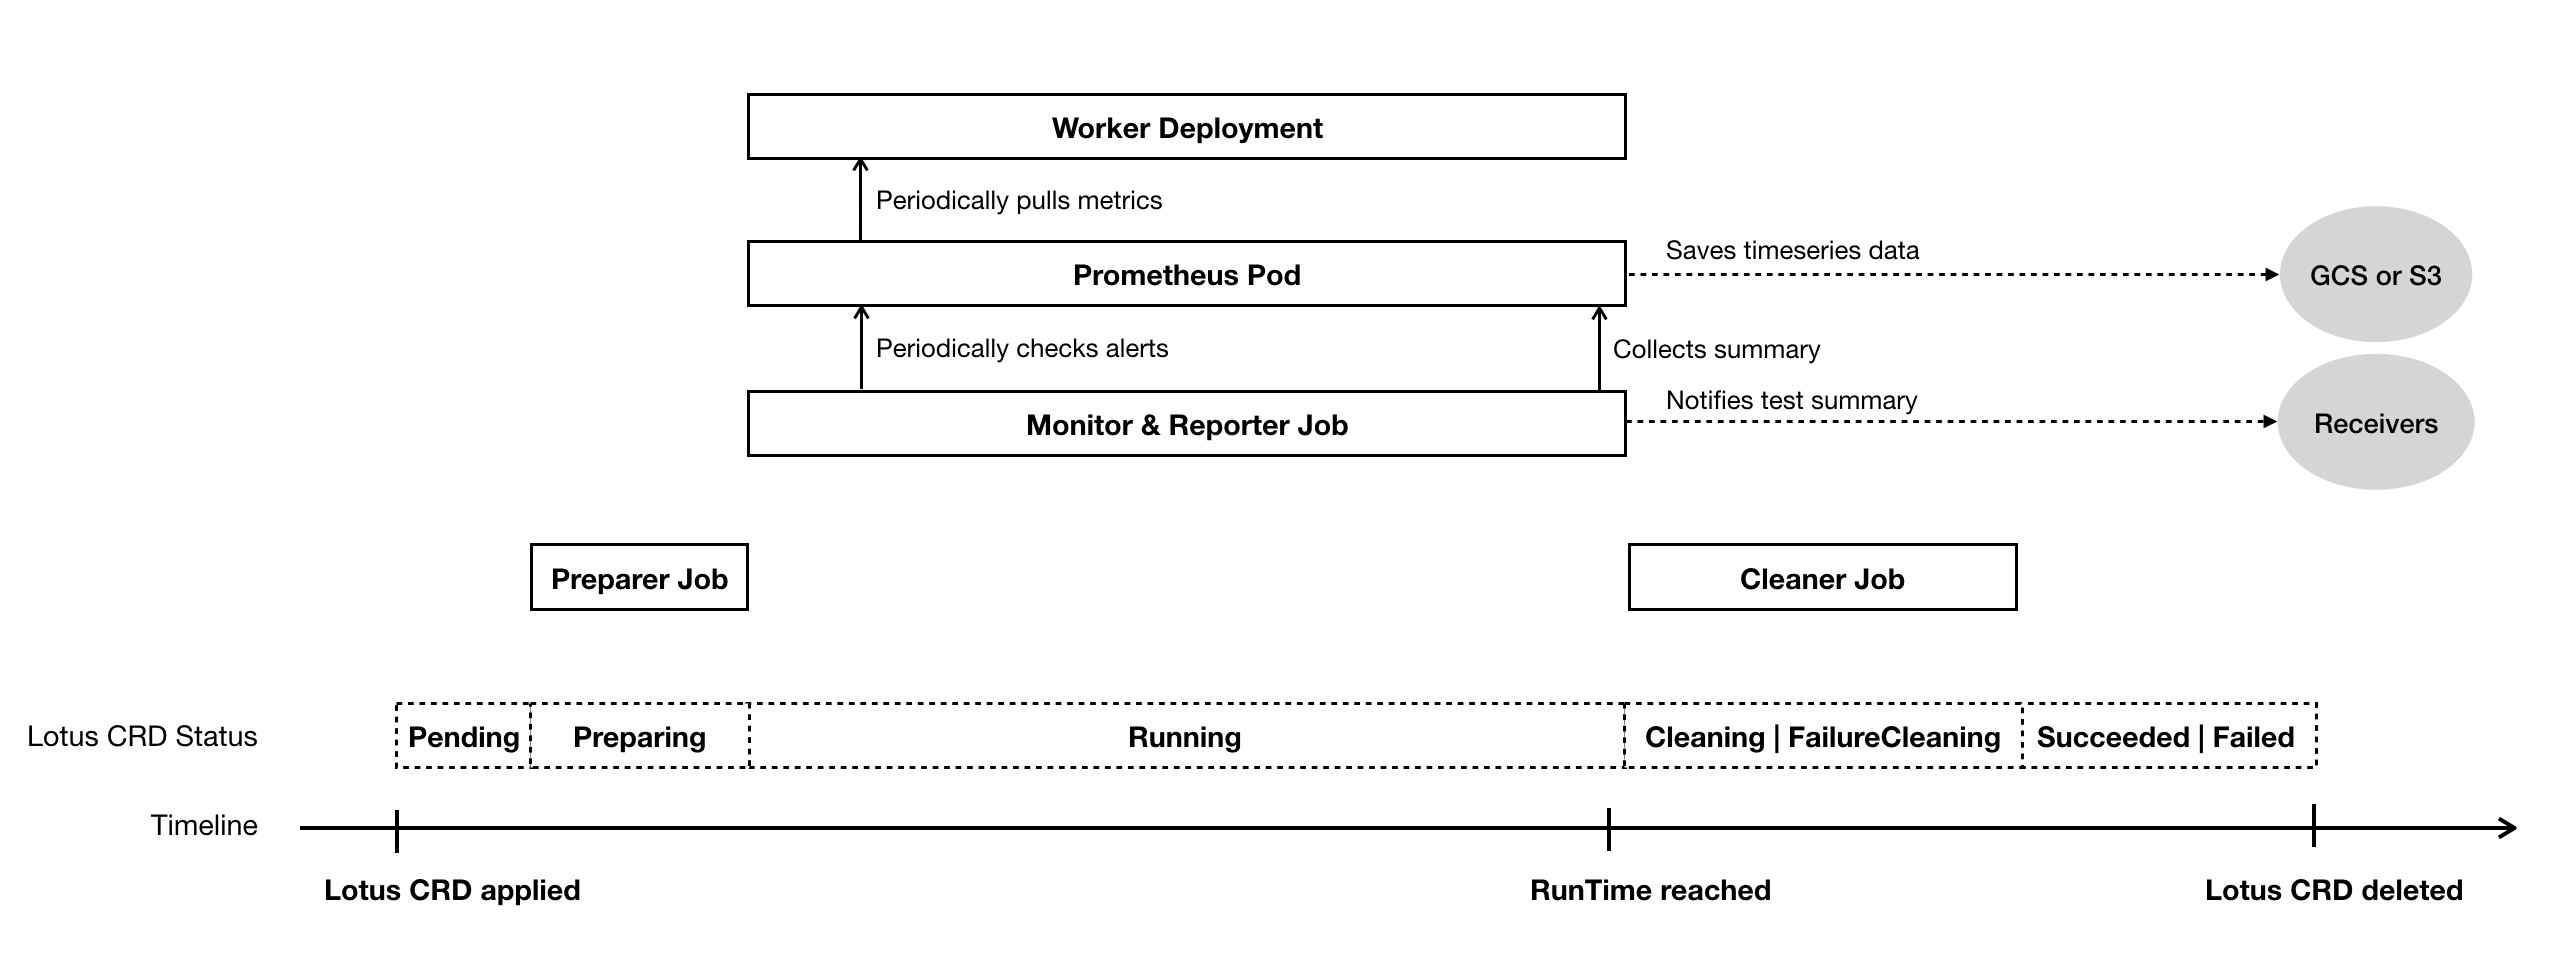 Worker Deployment
Periodically pulls metrics
Prometheus Pod
Saves timeseries data
GCS or S3
Periodically checks alerts
Collects summary
Monitor & Reporter Job
Notifies test summary
Receivers
Preparer Job
Cleaner Job
Lotus CRD Status
Pending
Preparing
Running
Cleaning | FailureCleaning
Succeeded | Failed
Timeline
Lotus CRD applied
RunTime reached
Lotus CRD deleted